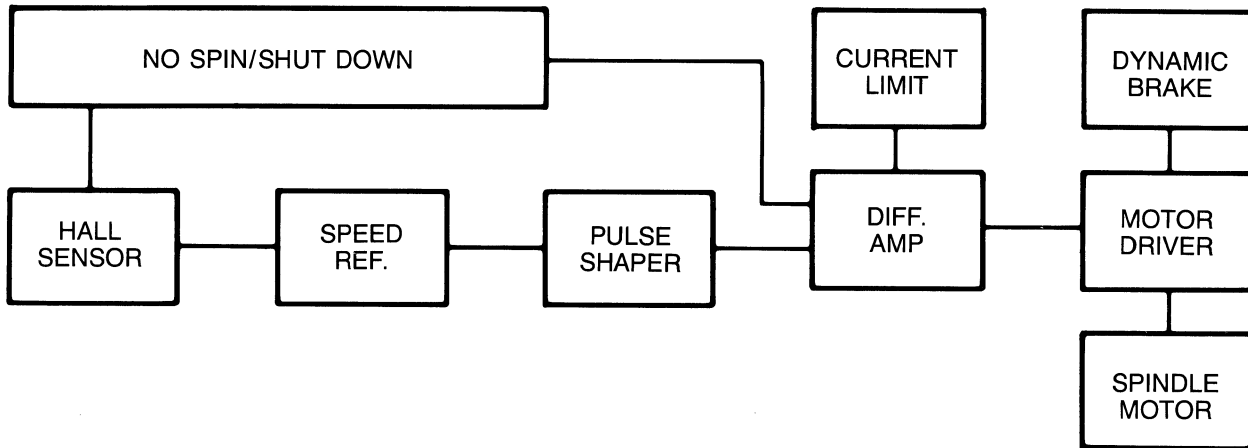 NO SPIN/SHUT DOWN
CURRENT
LIMIT
DYNAMIC
BRAKE
HALL
SENSOR
SPEED
REF.
PULSE
SHAPER
DIFF.
AMP
MOTOR
DRIVER
SPINDLE
MOTOR